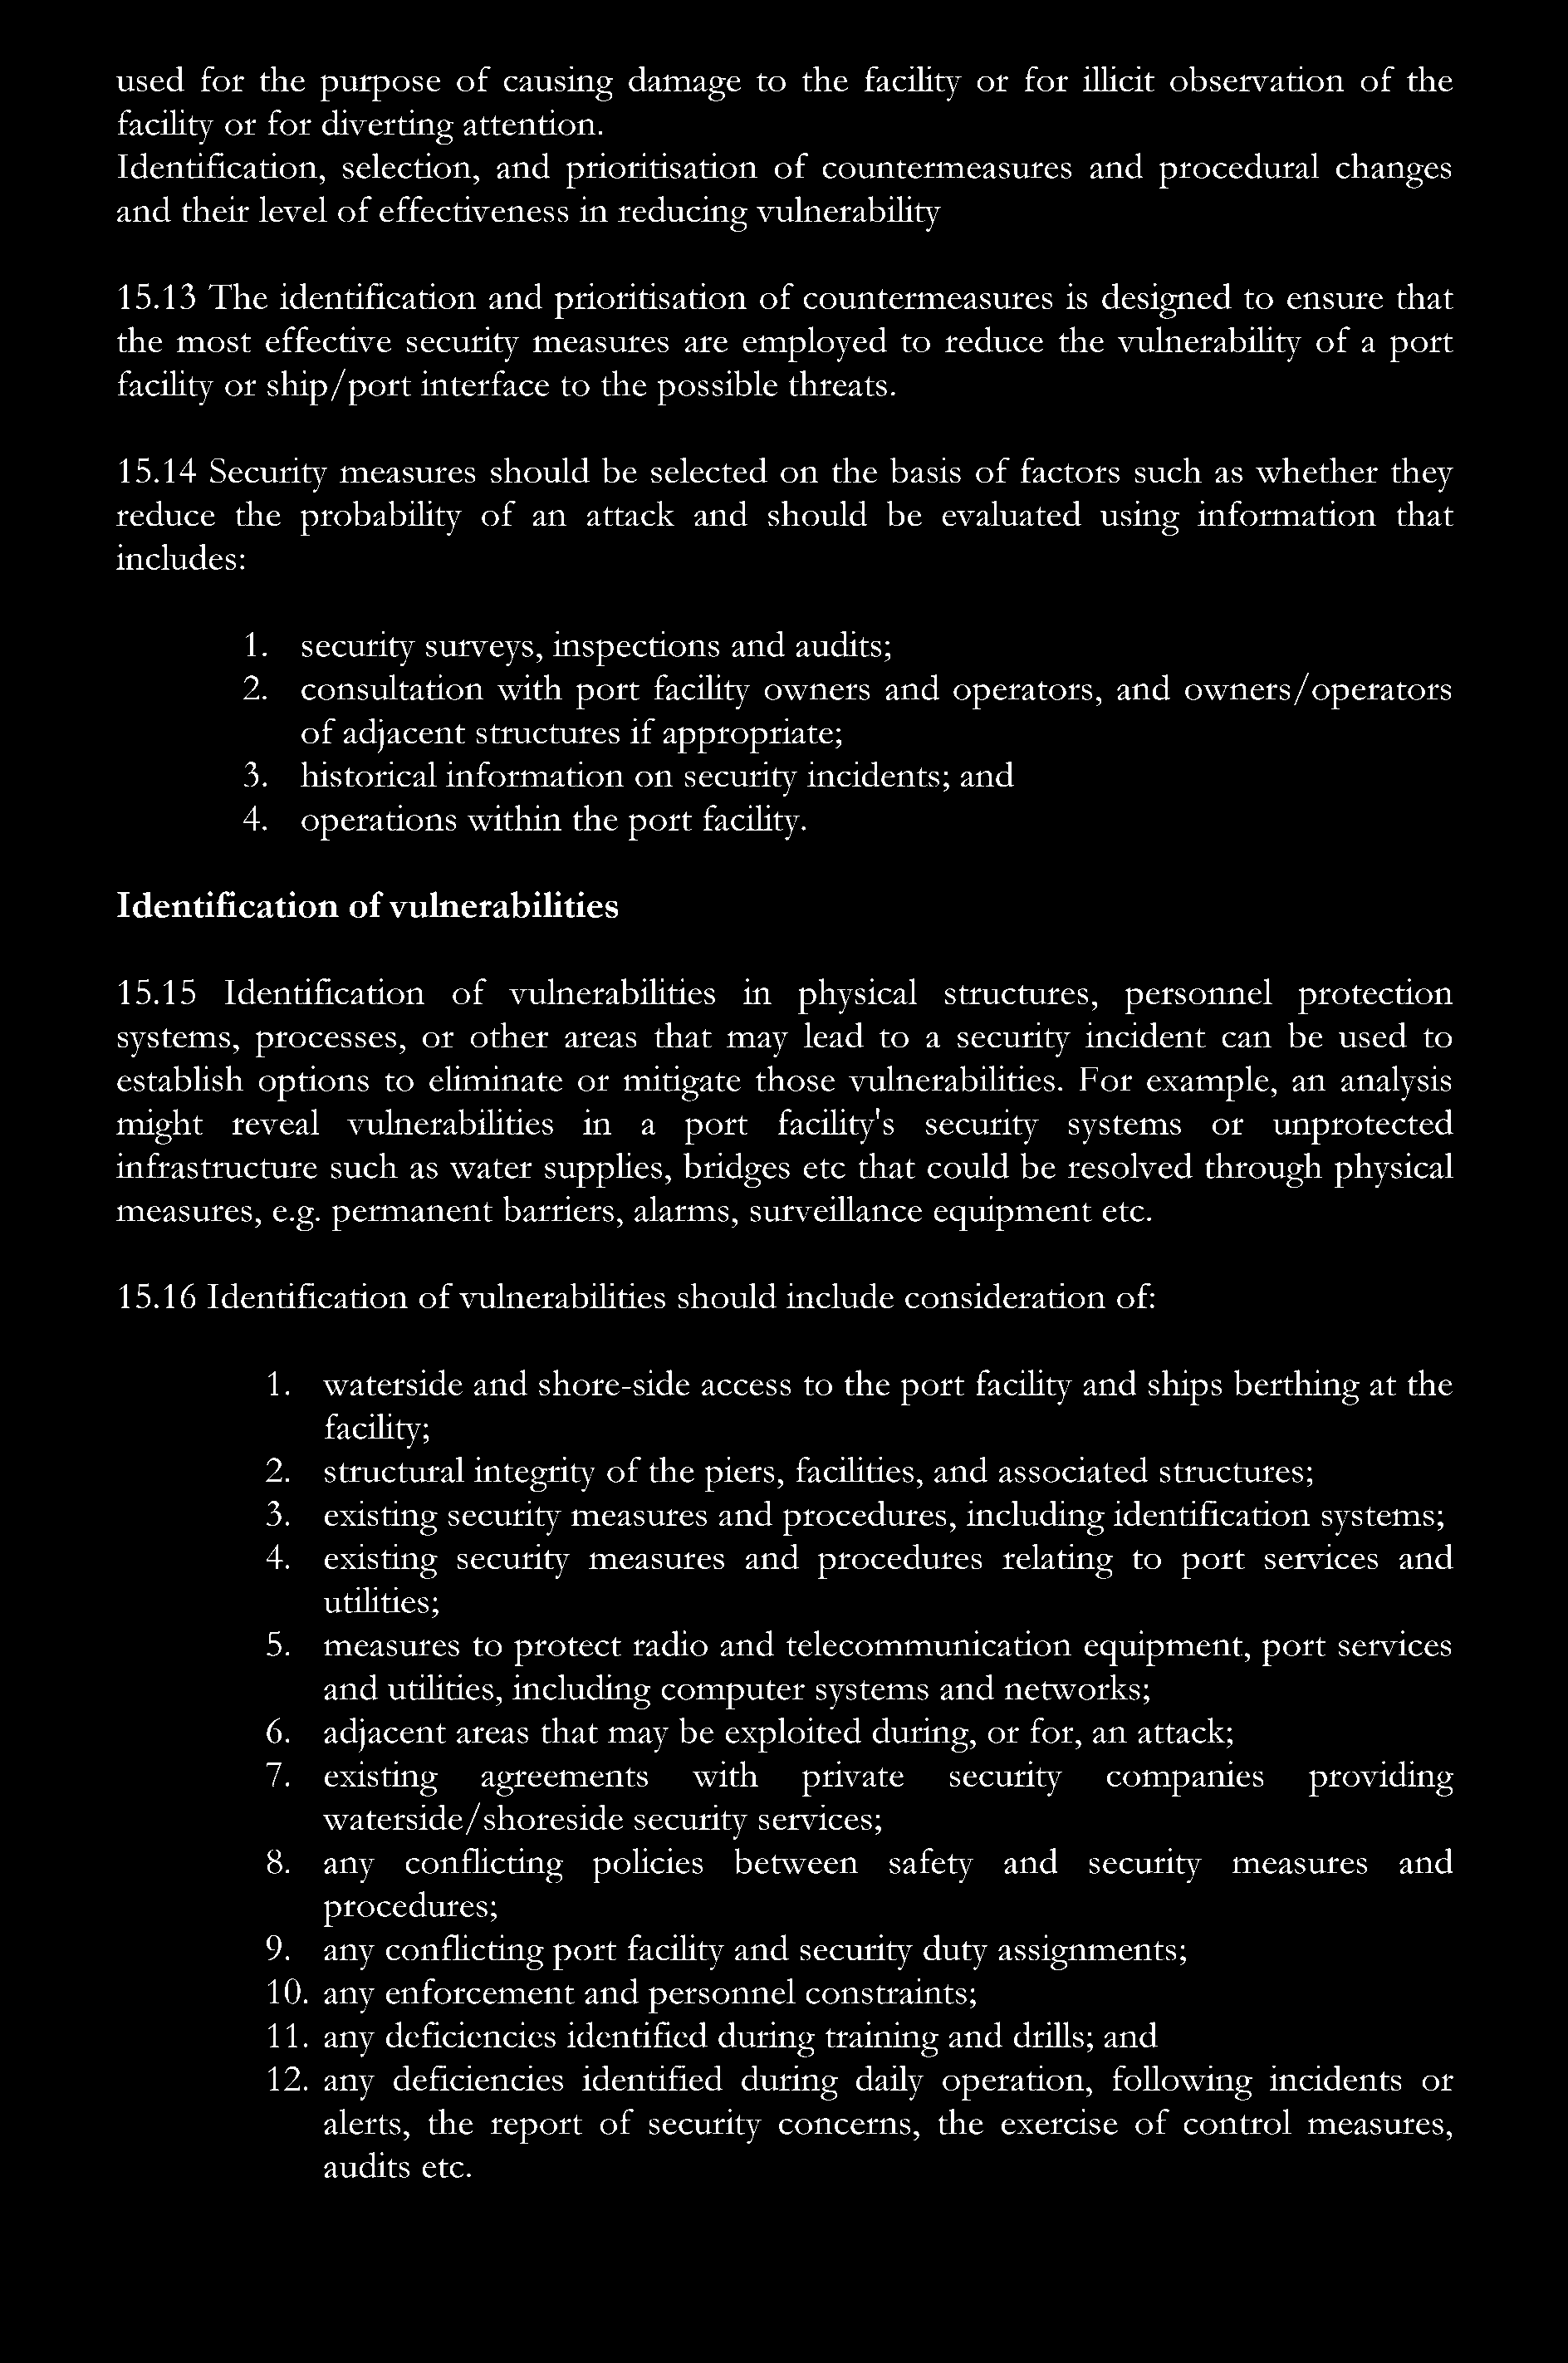 used for the purpose of causing damage to the facility or for illicit observation of the
facility or for diverting attention.
Identification, selection, and prioritisation of countermeasures and procedural changes
and their level of effectiveness in reducing vulnerability
15.13 The identification and prioritisation of countermeasures is designed to ensure that
the most effective security measures are employed to reduce the vulnerability of a port
facility or ship/port interface to the possible threats.
15.14 Security measures should be selected on the basis of factors such as whether they
reduce the probability of an attack and should be evaluated using information that
includes:
1. security surveys, inspections and audits;
2. consultation with port facility owners and operators, and owners/operators
of adjacent structures if appropriate;
3. historical information on security incidents; and
4. operations within the port facility.
Identification of vulnerabilities
15.15 Identification of vulnerabilities in physical structures, personnel protection
systems, processes, or other areas that may lead to a security incident can be used to
establish options to eliminate or mitigate those vulnerabilities. For example, an analysis
might reveal vulnerabilities in a port facility's security systems or unprotected
infrastructure such as water supplies, bridges etc that could be resolved through physical
measures, e.g. permanent barriers, alarms, surveillance equipment etc.
15.16 Identification of vulnerabilities should include consideration of:
1. waterside and shore-side access to the port facility and ships berthing at the
facility;
2. structural integrity of the piers, facilities, and associated structures;
3. existing security measures and procedures, including identification systems;
4. existing security measures and procedures relating to port services and
utilities;
5. measures to protect radio and telecommunication equipment, port services
and utilities, including computer systems and networks;
6. adjacent areas that may be exploited during, or for, an attack;
7. existing agreements with private security companies providing
waterside/shoreside security services;
8. any conflicting policies between safety and security measures and
procedures;
9. any conflicting port facility and security duty assignments;
10. any enforcement and personnel constraints;
11. any deficiencies identified during training and drills; and
12. any deficiencies identified during daily operation, following incidents or
alerts, the report of security concerns, the exercise of control measures,
audits etc.